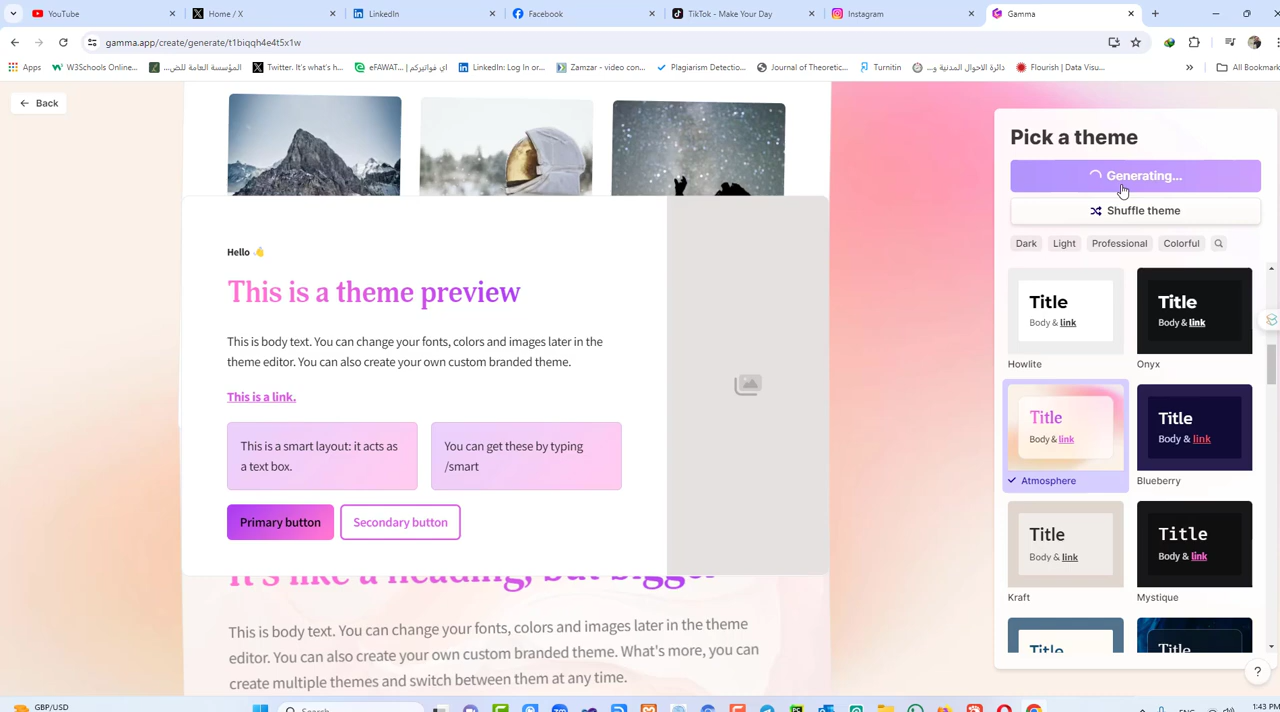 YouTube
Home / X
LinkedIn
Facebook
TikTok - Make Your Day
Instagram
Gamma
gamma.app/create/generate/t1biqqh4e4t5x1w
Apps
W3Schools Online...
المؤسسة العامة للض...
Twitter. It's what's h...
eFAWAT... | اي فواتيركم
LinkedIn: Log In or...
Zamzar - video con...
Plagiarism Detectio...
Journal of Theoretic...
Turnitin
دائرة الاحوال المدنية و...
Flourish | Data Visu...
All Bookmark
Back
Pick a theme
Generating...
Shuffle theme
Dark
Light
Professional
Colorful
Hello 👋
This is a theme preview
This is body text. You can change your fonts, colors and images later in the
theme editor. You can also create your own custom branded theme.
This is a link.
This is a smart layout: it acts as
a text box.
You can get these by typing
/smart
Primary button
Secondary button
It's like a heading, but bigger
This is body text. You can change your fonts, colors and images later in the theme
editor. You can also create your own custom branded theme. What's more, you can
create multiple themes and switch between them at any time.
Title
Body & link
Howlite
Title
Body & link
Onyx
Title
Body & link
Atmosphere
Title
Body & link
Blueberry
Title
Body & link
Kraft
Title
Body & link
Mystique
Title
Title
?
GBP/USD
Search
1:43 PM